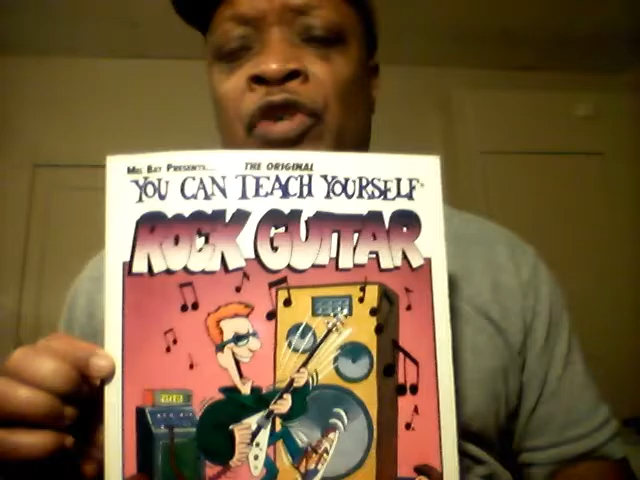 MEL BAY PRESENTS... THE ORIGINAL
YOU CAN TEACH YOURSELF®
ROCK GUITAR